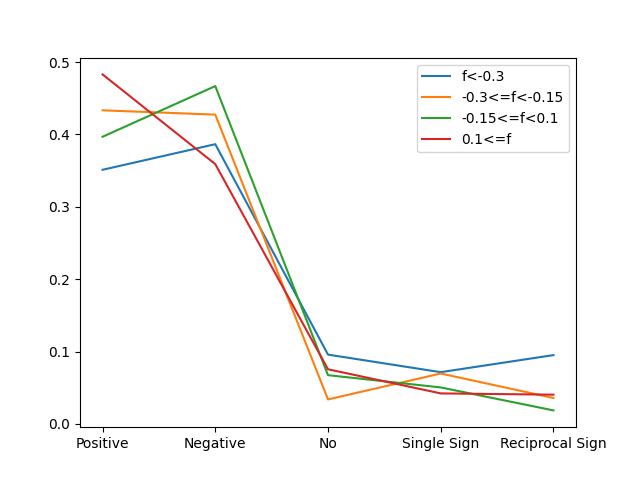 0.5
0.4
0.3
0.2
0.1
0.0
f<-0.3
-0.3<=f<-0.15
-0.15<=f<0.1
0.1<=f
Positive Negative No Single Sign Reciprocal Sign